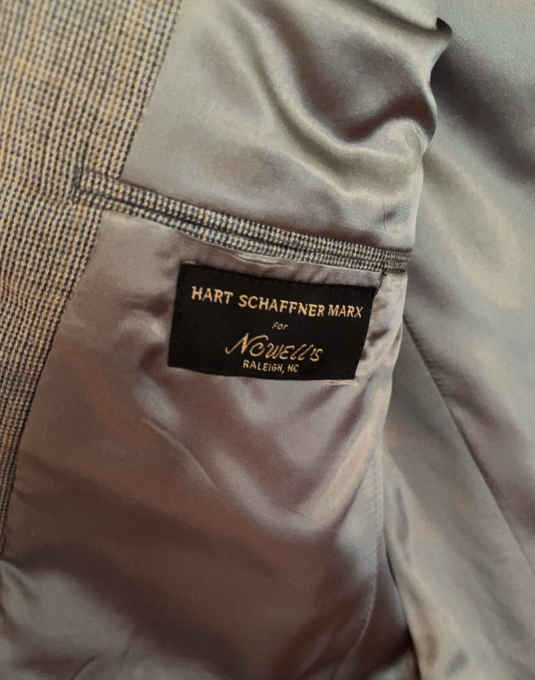 HART SCHAFFNER MARX
FOR
NOWELL'S
RALEIGH, NC